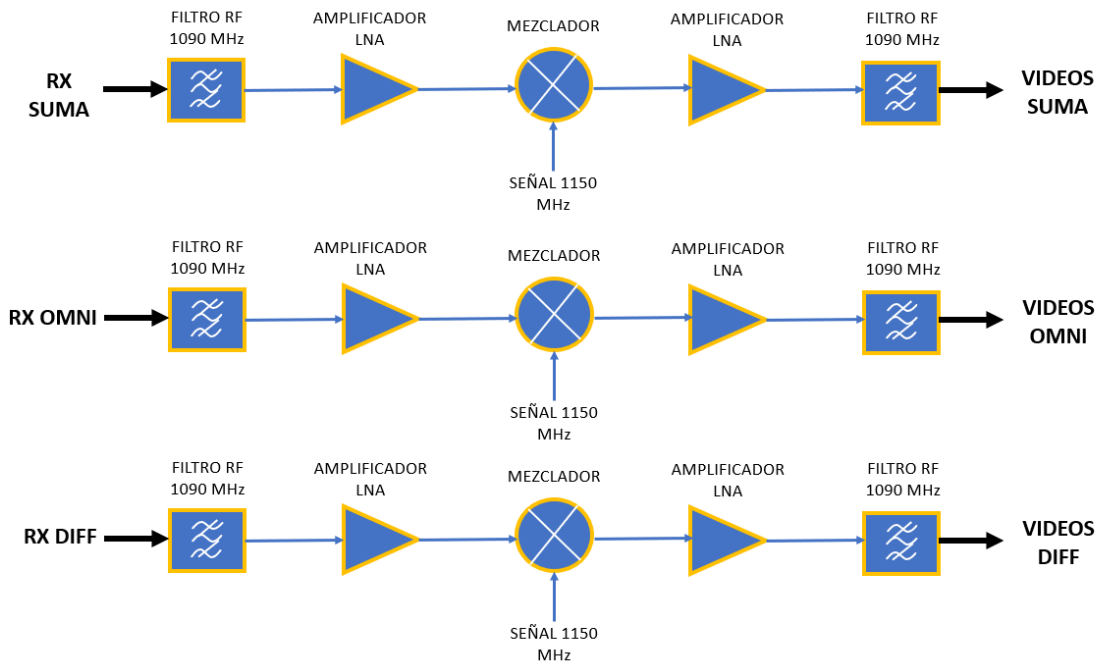 FILTRO RF
1090 MHz
AMPLIFICADOR
LNA
MEZCLADOR
AMPLIFICADOR
LNA
FILTRO RF
1090 MHz
RX
SUMA
VIDEOS
SUMA
SEÑAL 1150
MHz
FILTRO RF
1090 MHz
AMPLIFICADOR
LNA
MEZCLADOR
AMPLIFICADOR
LNA
FILTRO RF
1090 MHz
RX OMNI
VIDEOS
OMNI
SEÑAL 1150
MHz
FILTRO RF
1090 MHz
AMPLIFICADOR
LNA
MEZCLADOR
AMPLIFICADOR
LNA
FILTRO RF
1090 MHz
RX DIFF
VIDEOS
DIFF
SEÑAL 1150
MHz